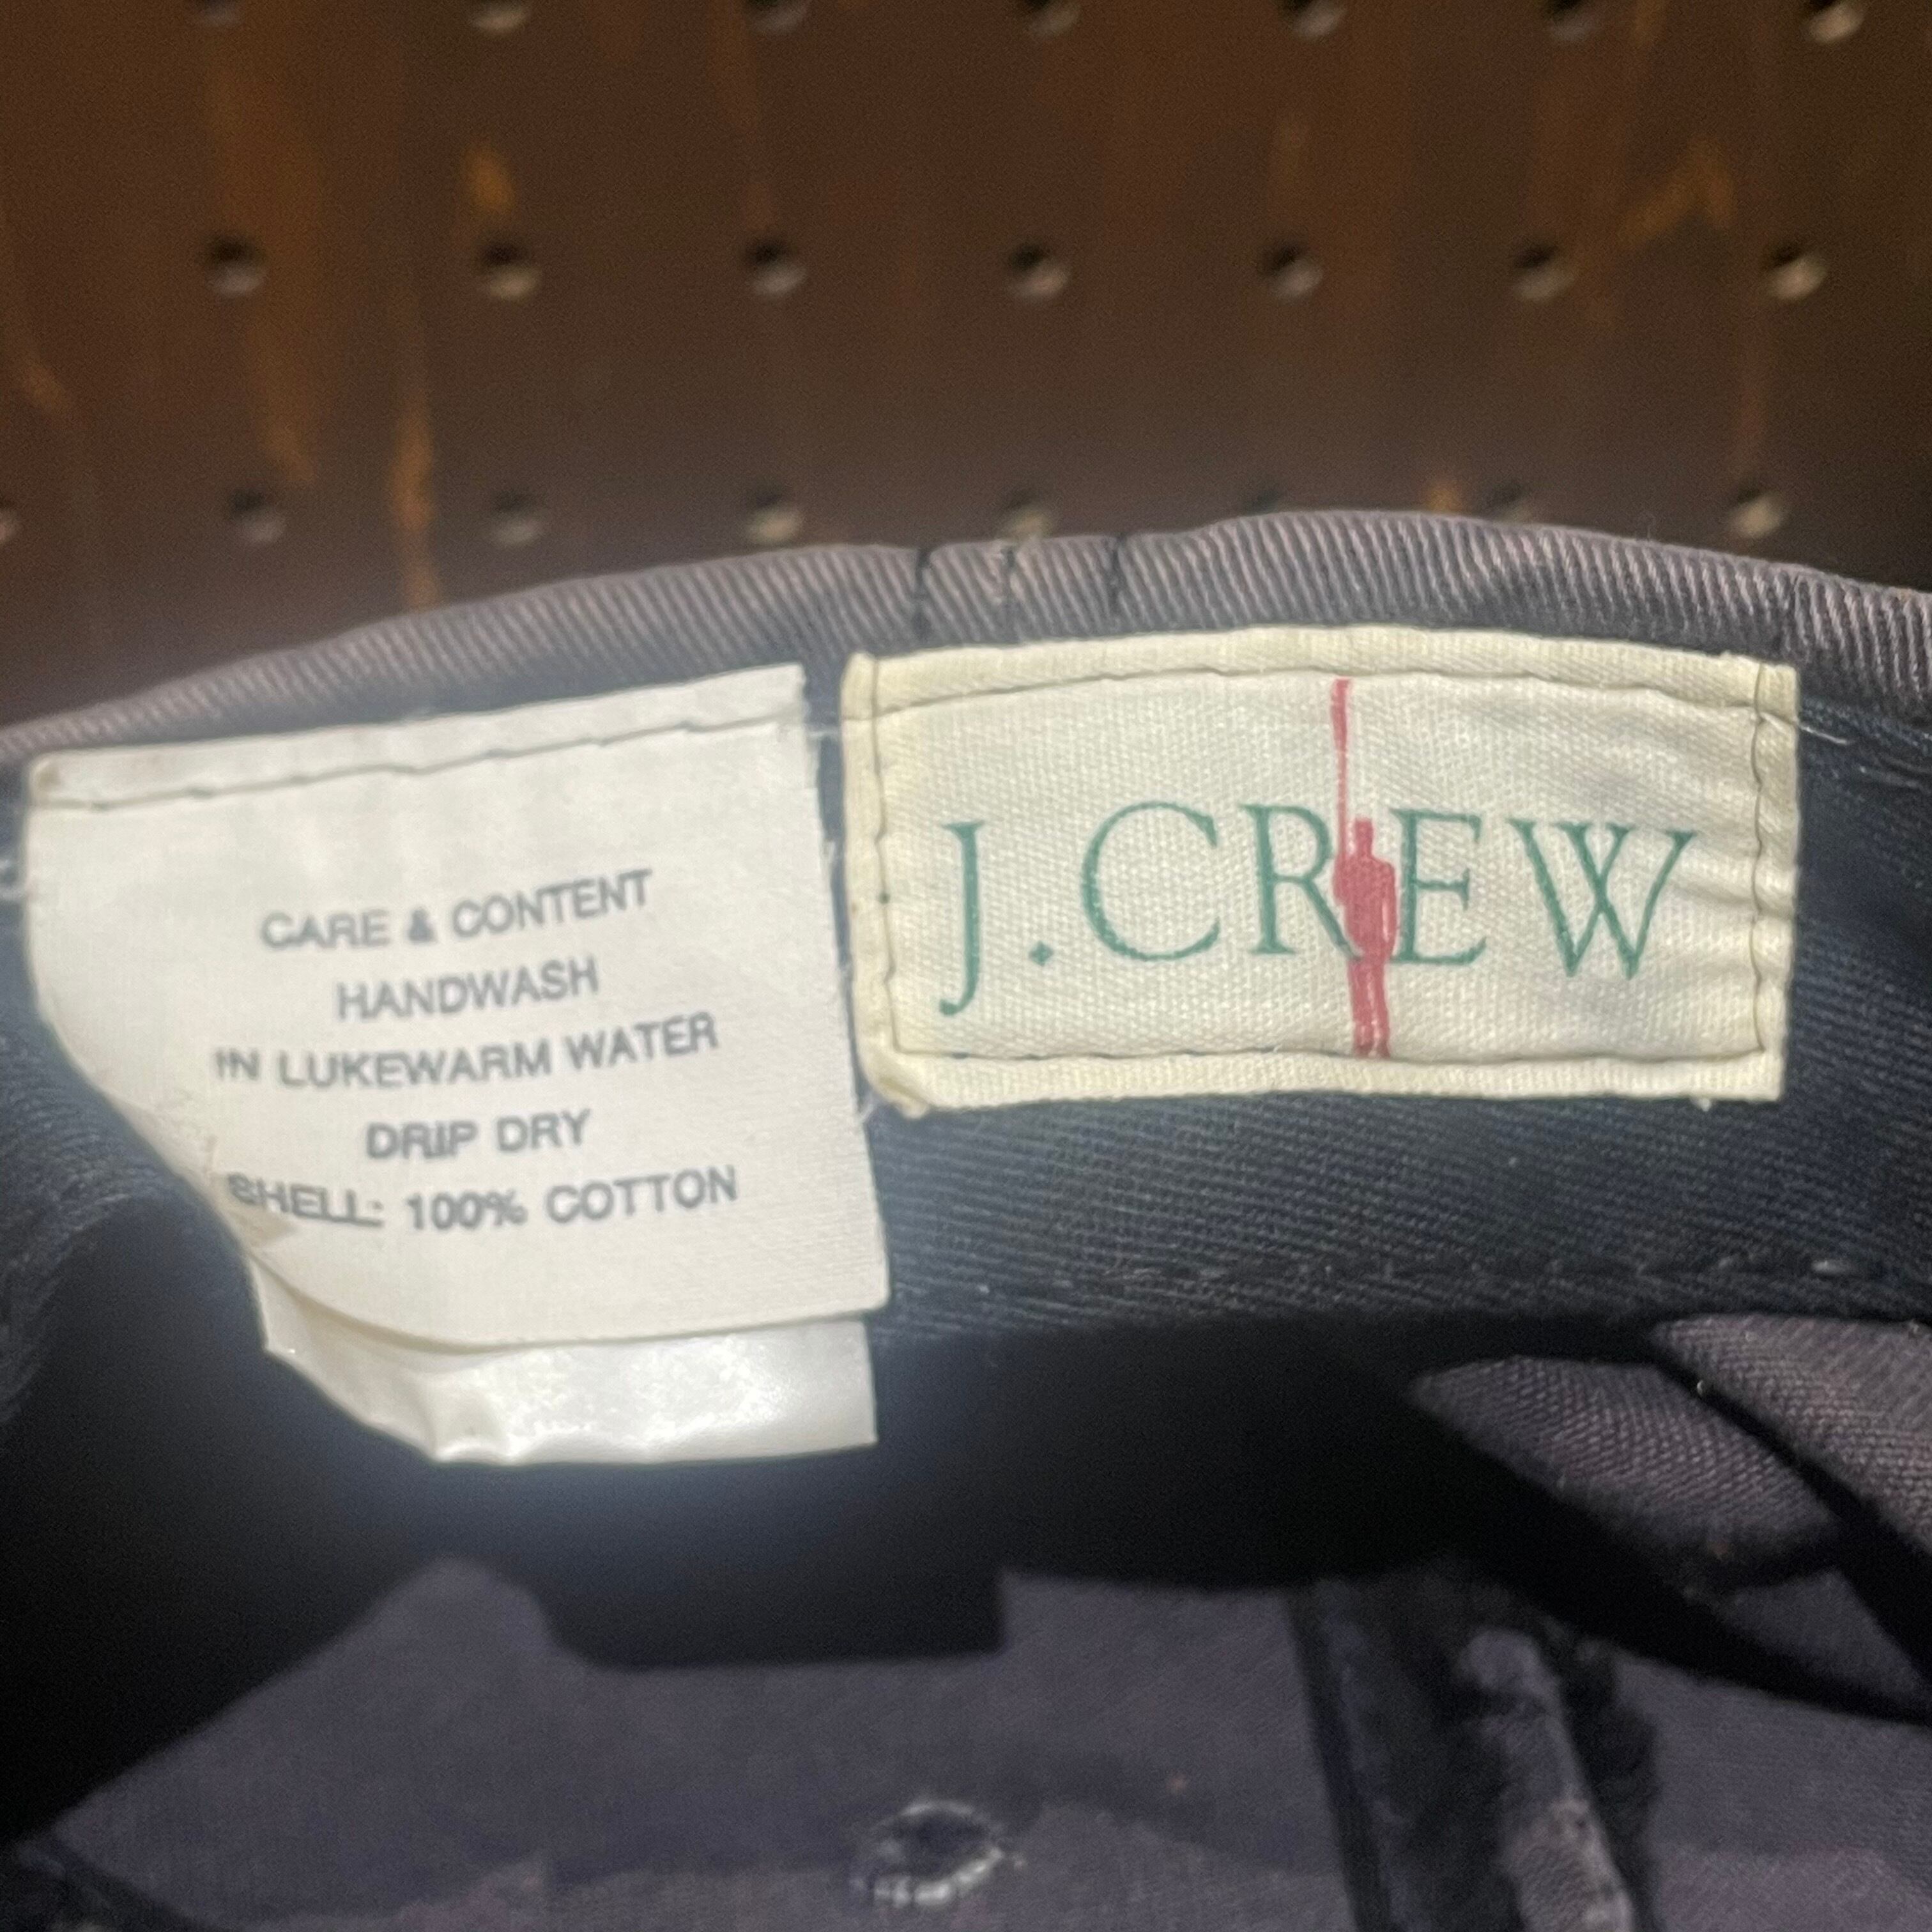 CARE & CONTENT
HANDWASH
IN LUKEWARM WATER
DRIP DRY
SHELL: 100% COTTON
J.CREW